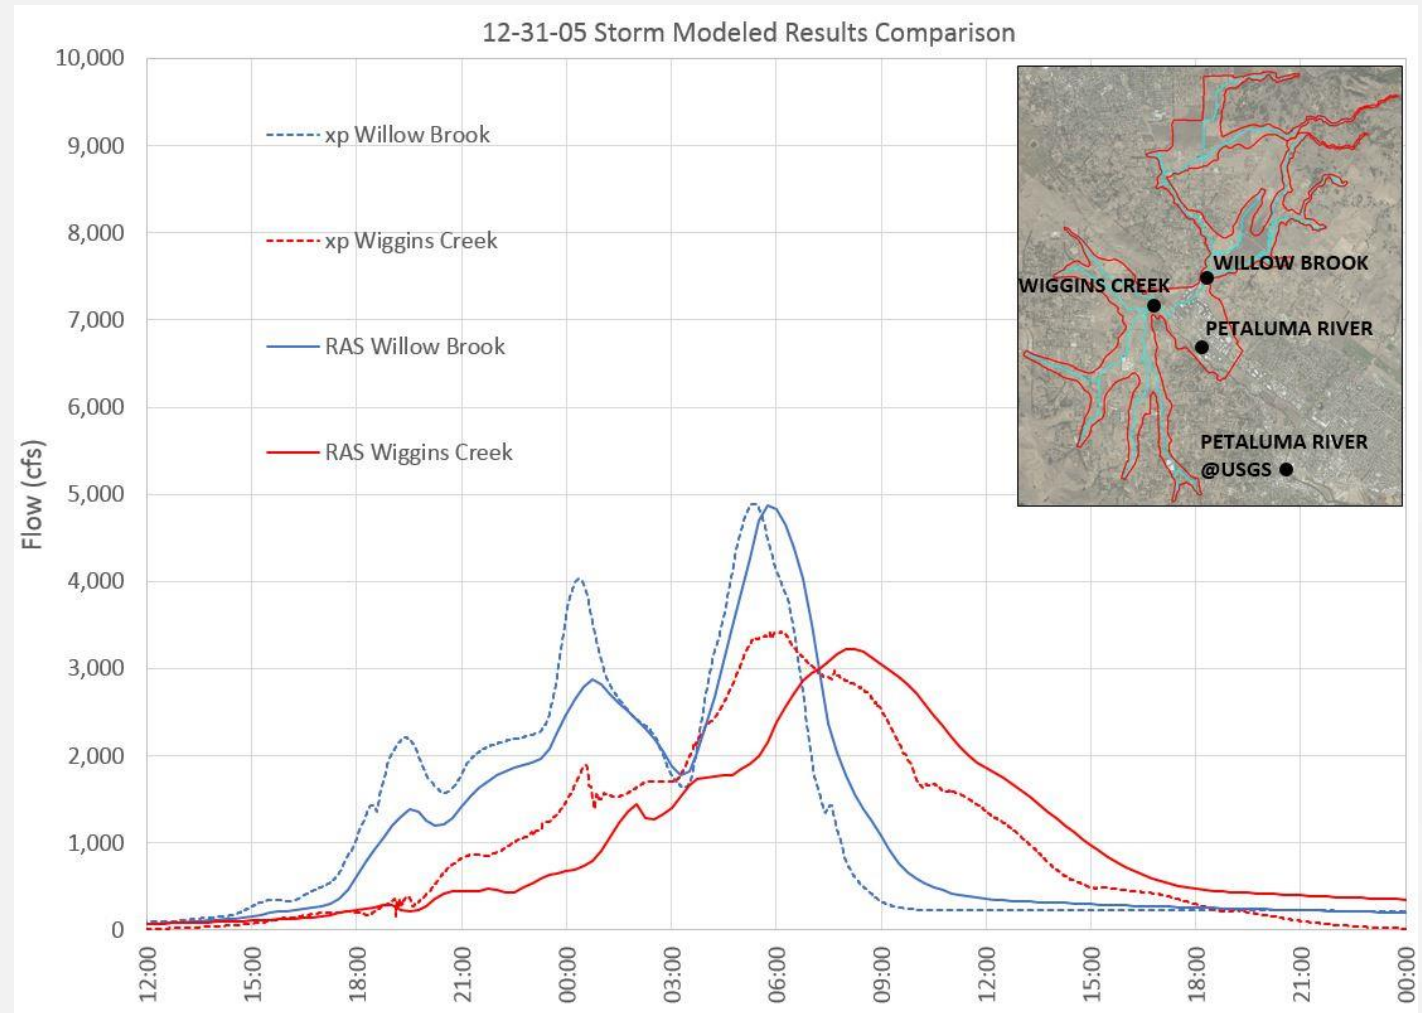 12-31-05 Storm Modeled Results Comparison
10,000
9,000
8,000
7,000
6,000
5,000
4,000
3,000
2,000
1,000
0
Flow (cfs)
xp Willow Brook
xp Wiggins Creek
RAS Willow Brook
RAS Wiggins Creek
WILLOW BROOK
WIGGINS CREEK
PETALUMA RIVER
PETALUMA RIVER
@USGS
12:00
15:00
18:00
21:00
00:00
03:00
06:00
09:00
12:00
15:00
18:00
21:00
00:00